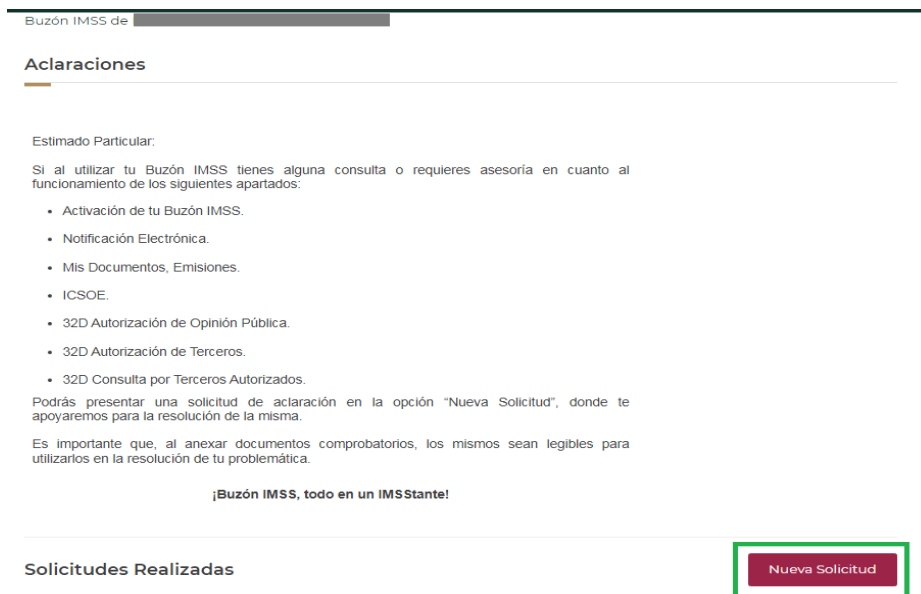 Buzón IMSS de
Aclaraciones
Estimado Particular:
Si al utilizar tu Buzón IMSS tienes alguna consulta o requieres asesoría en cuanto al
funcionamiento de los siguientes apartados:
• Activación de tu Buzón IMSS.
• Notificación Electrónica.
• Mis Documentos, Emisiones.
• ICSOE.
• 32D Autorización de Opinión Pública.
• 32D Autorización de Terceros.
• 32D Consulta por Terceros Autorizados.
Podrás presentar una solicitud de aclaración en la opción “Nueva Solicitud”, donde te
apoyaremos para la resolución de la misma.
Es importante que, al anexar documentos comprobatorios, los mismos sean legibles para
utilizarlos en la resolución de tu problemática.
¡Buzón IMSS, todo en un IMSStante!
Solicitudes Realizadas
Nueva Solicitud